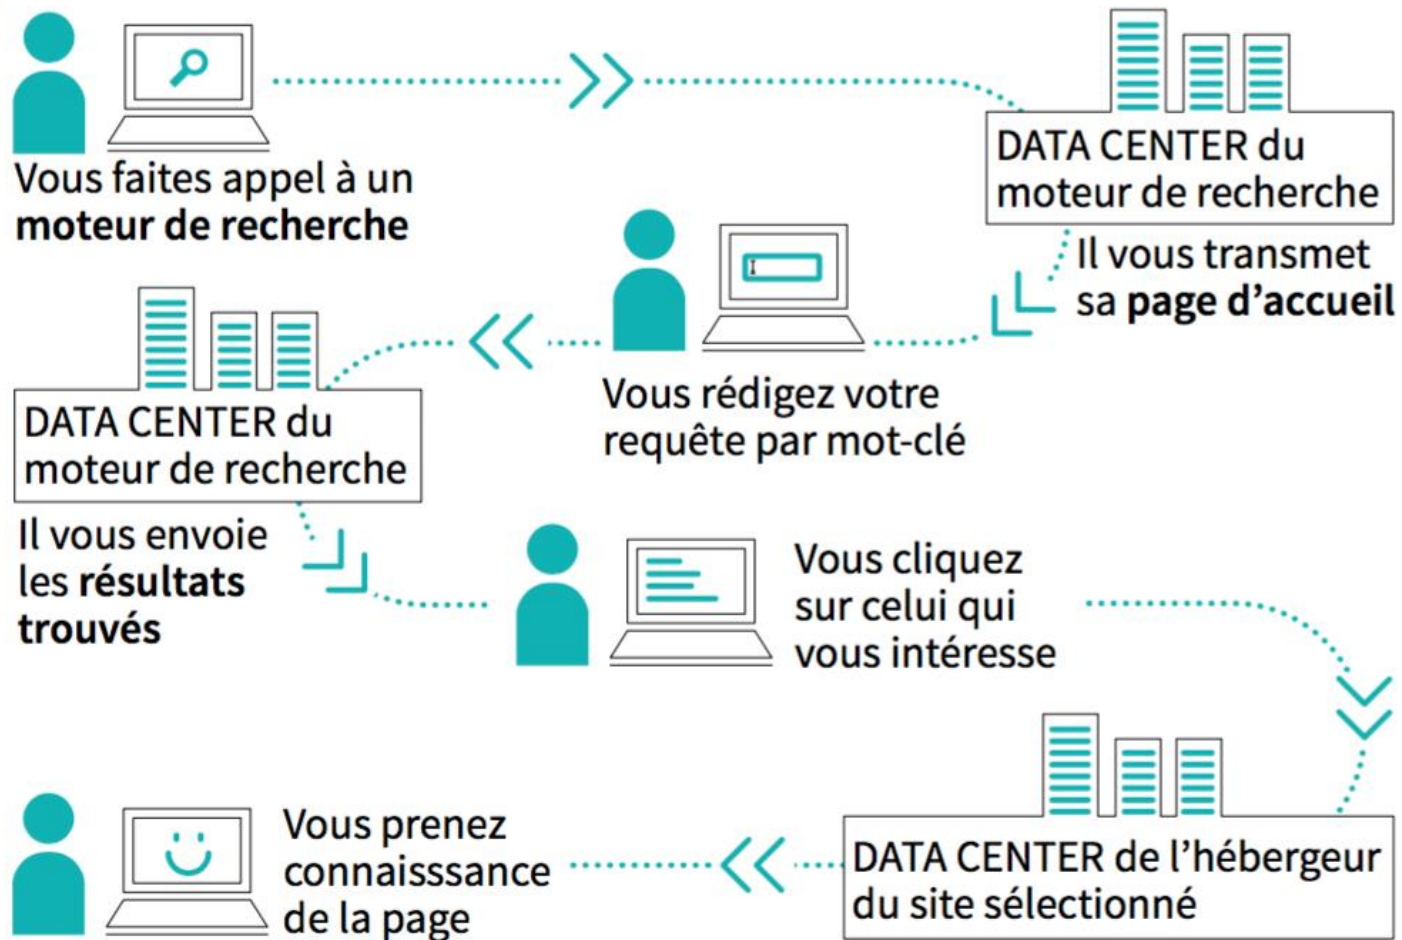 Vous faites appel à un
moteur de recherche
DATA CENTER du
moteur de recherche
Il vous transmet
sa page d’accueil
Vous rédigez votre
requête par mot-clé
DATA CENTER du
moteur de recherche
Il vous envoie
les résultats
trouvés
Vous cliquez
sur celui qui
vous intéresse
DATA CENTER de l’hébergeur
du site sélectionné
Vous prenez
connaisssance
de la page